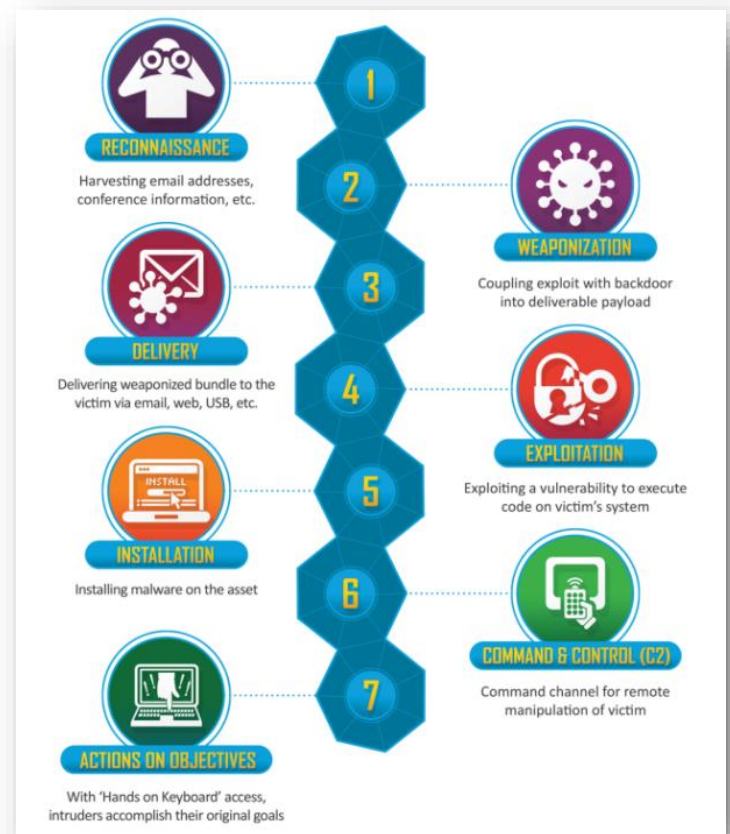 1
RECONNAISSANCE
Harvesting email addresses,
conference information, etc.
2
WEAPONIZATION
Coupling exploit with backdoor
into deliverable payload
3
DELIVERY
Delivering weaponized bundle to the
victim via email, web, USB, etc.
4
EXPLOITATION
Exploiting a vulnerability to execute
code on victim's system
5
INSTALL
INSTALLATION
Installing malware on the asset
6
COMMAND & CONTROL (C2)
Command channel for remote
manipulation of victim
7
ACTIONS ON OBJECTIVES
With 'Hands on Keyboard' access,
intruders accomplish their original goals